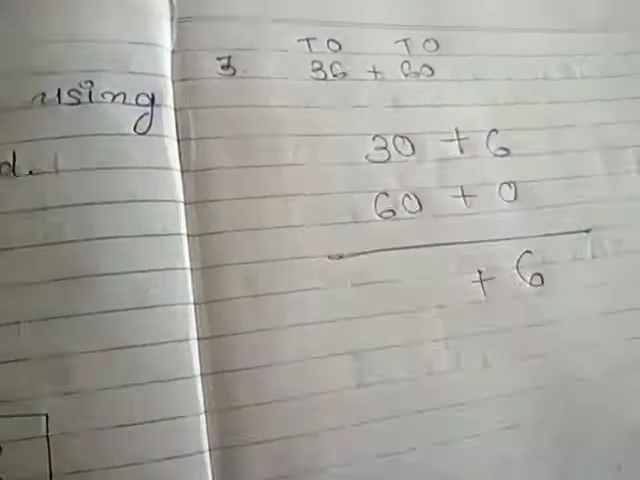 using
d.
TO TO
3. 36 + 60
30 + 6
60 + 0
+ 6